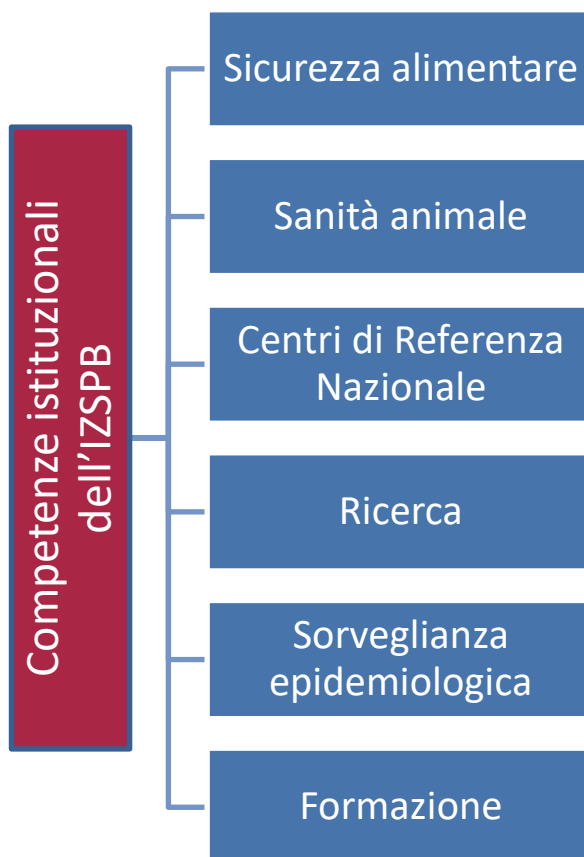 Competenze istituzionali
dell’IZSPB
Sicurezza alimentare
Sanità animale
Centri di Referenza
Nazionale
Ricerca
Sorveglianza
epidemiologica
Formazione